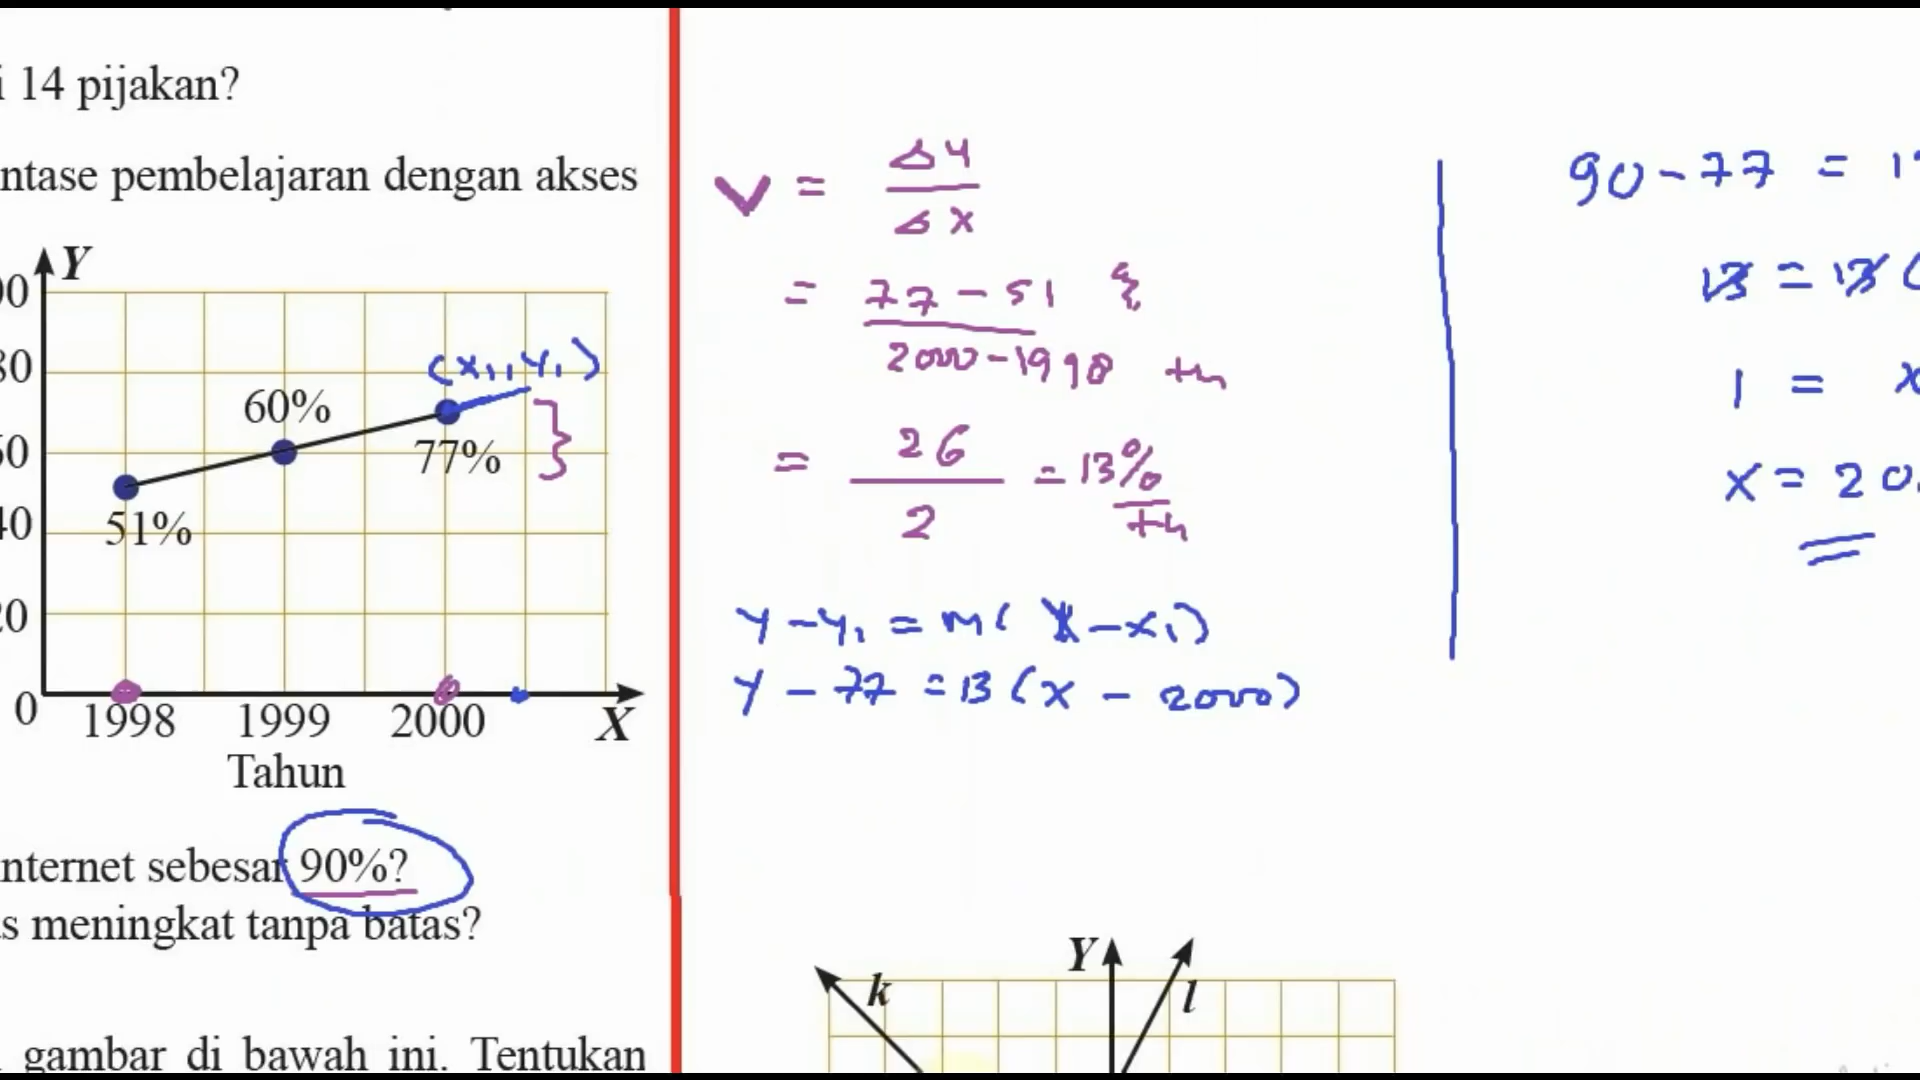 i 14 pijakan?
ntase pembelajaran dengan akses
Y
00
80
60
40
20
0
(x₁, y₁)
60%
77%
51%
1998 1999 2000 X
Tahun
nternet sebesar 90%?
s meningkat tanpa batas?
gambar di bawah ini. Tentukan
V = Δy
Δx
= 77 - 51 %
2000 - 1998 th
= 26 = 13%
2 th
y - y₁ = m(x - x₁)
y - 77 = 13(x - 2000)
90 - 77 = 1
13 = 13 (
1 = x
x = 20
Y
k
l